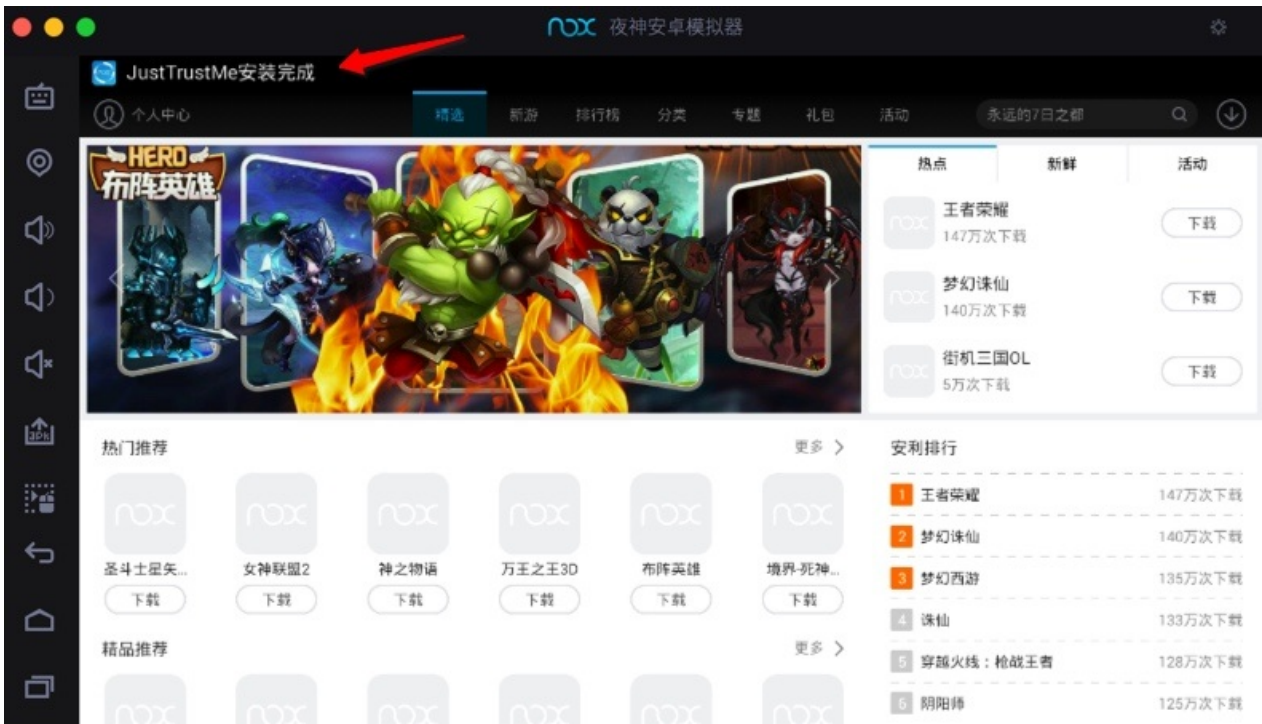 nox 夜神安卓模拟器
JustTrustMe安装完成
个人中心
精选 新游 排行榜 分类 专题 礼包 活动 永远的7日之都
HERO
布阵英雄
热点 新鲜 活动
王者荣耀
147万次下载
下载
梦幻诛仙
140万次下载
下载
街机三国OL
5万次下载
下载
热门推荐 更多
圣斗士星矢... 女神联盟2 神之物语 万王之王3D 布阵英雄 境界-死神...
下载 下载 下载 下载 下载 下载
精品推荐 更多
安利排行
1 王者荣耀 147万次下载
2 梦幻诛仙 140万次下载
3 梦幻西游 135万次下载
4 诛仙 133万次下载
5 穿越火线：枪战王者 128万次下载
6 阴阳师 125万次下载